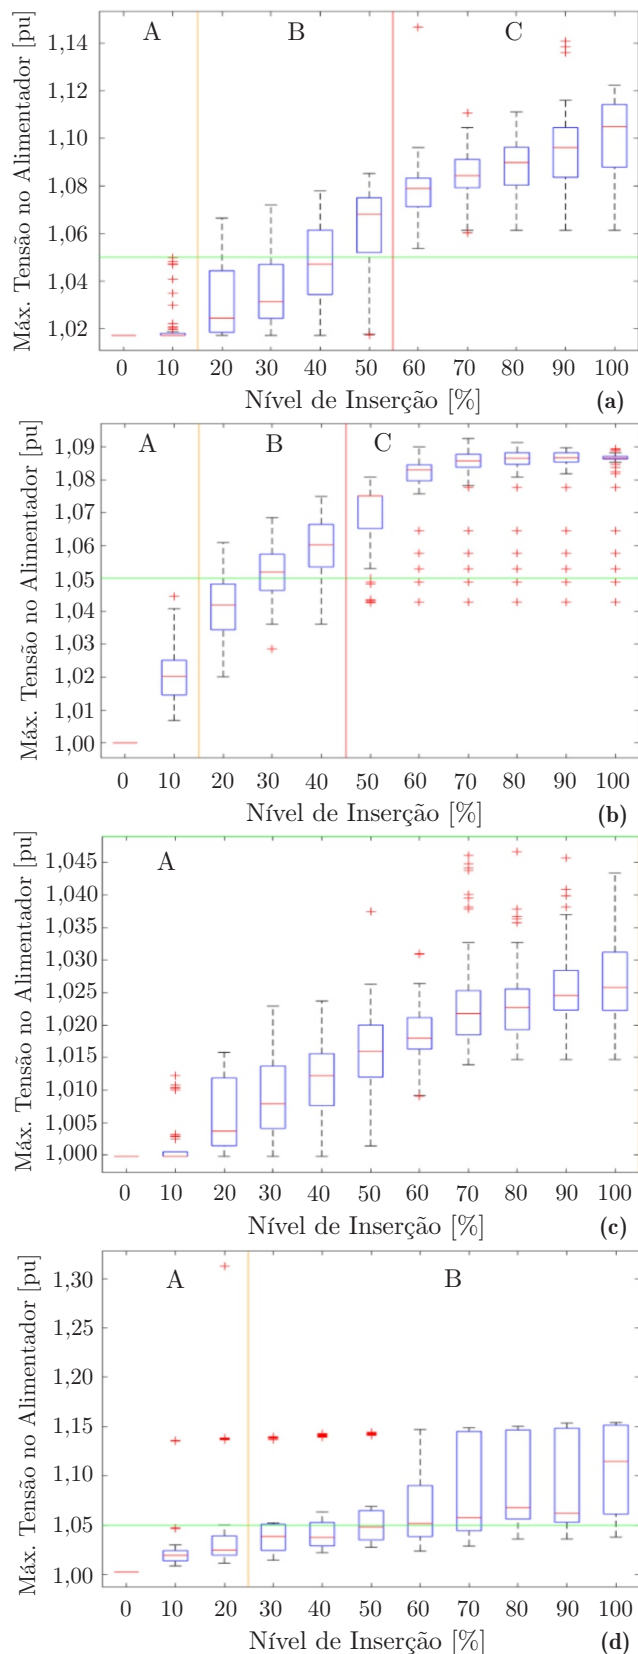 Máx. Tensão no Alimentador [pu]
A
B
C
1,14
1,12
1,10
1,08
1,06
1,04
1,02
0 10 20 30 40 50 60 70 80 90 100
Nível de Inserção [%]
(a)
Máx. Tensão no Alimentador [pu]
A
B
C
1,09
1,08
1,07
1,06
1,05
1,04
1,03
1,02
1,01
1,00
0 10 20 30 40 50 60 70 80 90 100
Nível de Inserção [%]
(b)
Máx. Tensão no Alimentador [pu]
A
1,045
1,035
1,030
1,025
1,020
1,015
1,010
1,005
1,000
0 10 20 30 40 50 60 70 80 90 100
Nível de Inserção [%]
(c)
Máx. Tensão no Alimentador [pu]
A
B
1,30
1,25
1,20
1,15
1,10
1,05
1,00
0 10 20 30 40 50 60 70 80 90 100
Nível de Inserção [%]
(d)